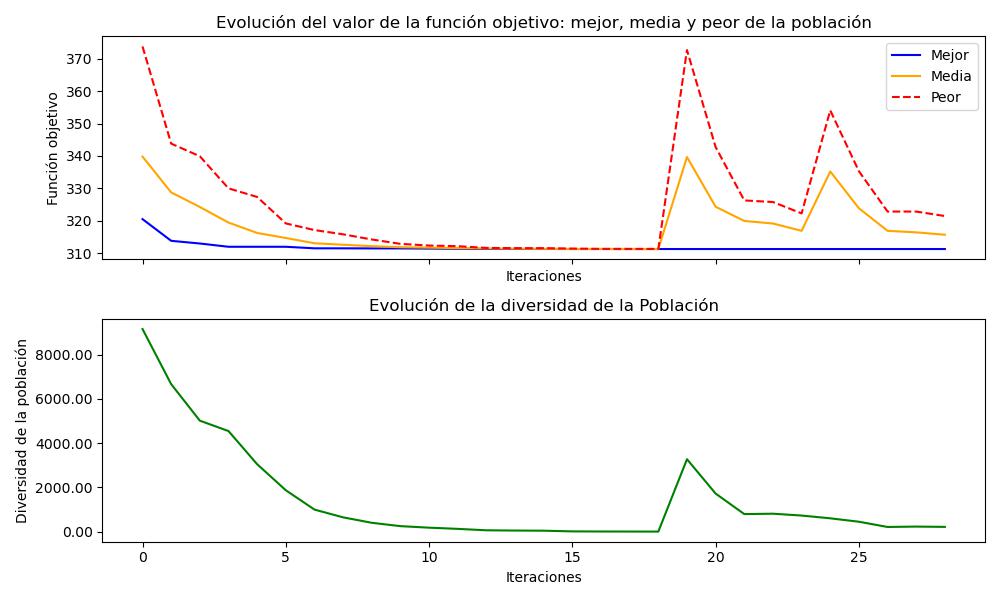 Evolución del valor de la función objetivo: mejor, media y peor de la población
Función objetivo
370
360
350
340
330
320
310
Mejor
Media
Peor
Iteraciones
Evolución de la diversidad de la Población
Diversidad de la población
8000.00
6000.00
4000.00
2000.00
0.00
0 5 10 15 20 25
Iteraciones